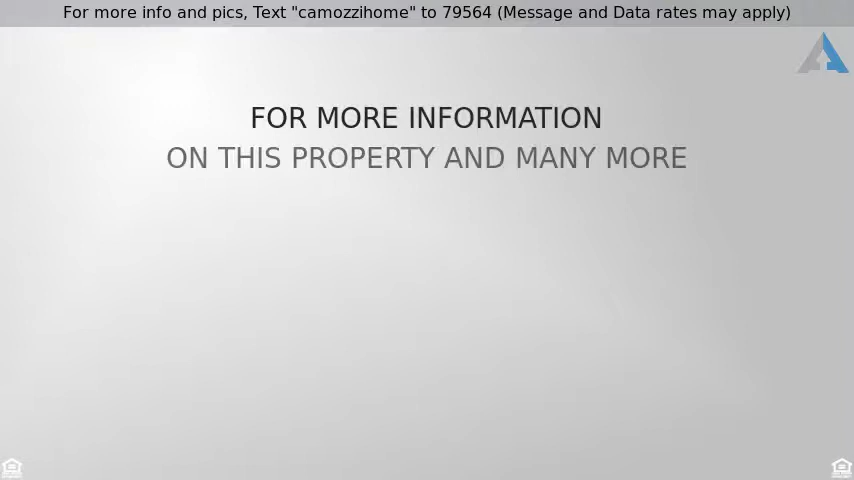 For more info and pics, Text "camozzihome" to 79564 (Message and Data rates may apply)
FOR MORE INFORMATION
ON THIS PROPERTY AND MANY MORE